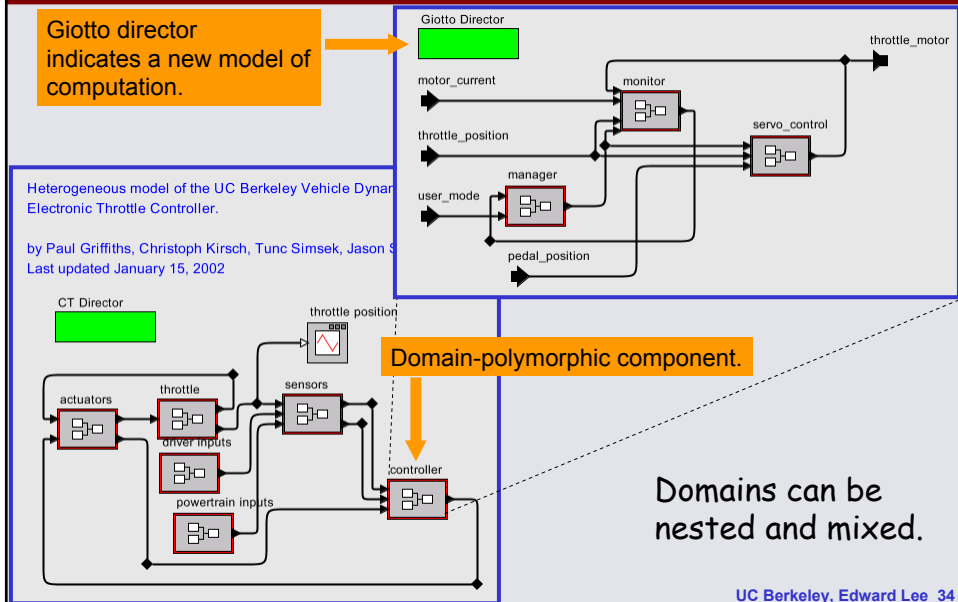 Giotto director
indicates a new model of
computation.
Giotto Director
throttle_motor
motor_current
monitor
throttle_position
servo_control
manager
user_mode
pedal_position
Heterogeneous model of the UC Berkeley Vehicle Dynar
Electronic Throttle Controller.
by Paul Griffiths, Christoph Kirsch, Tunc Simsek, Jason S
Last updated January 15, 2002
CT Director
throttle position
Domain-polymorphic component.
actuators
throttle
sensors
driver inputs
controller
powertrain inputs
Domains can be
nested and mixed.
UC Berkeley, Edward Lee 34